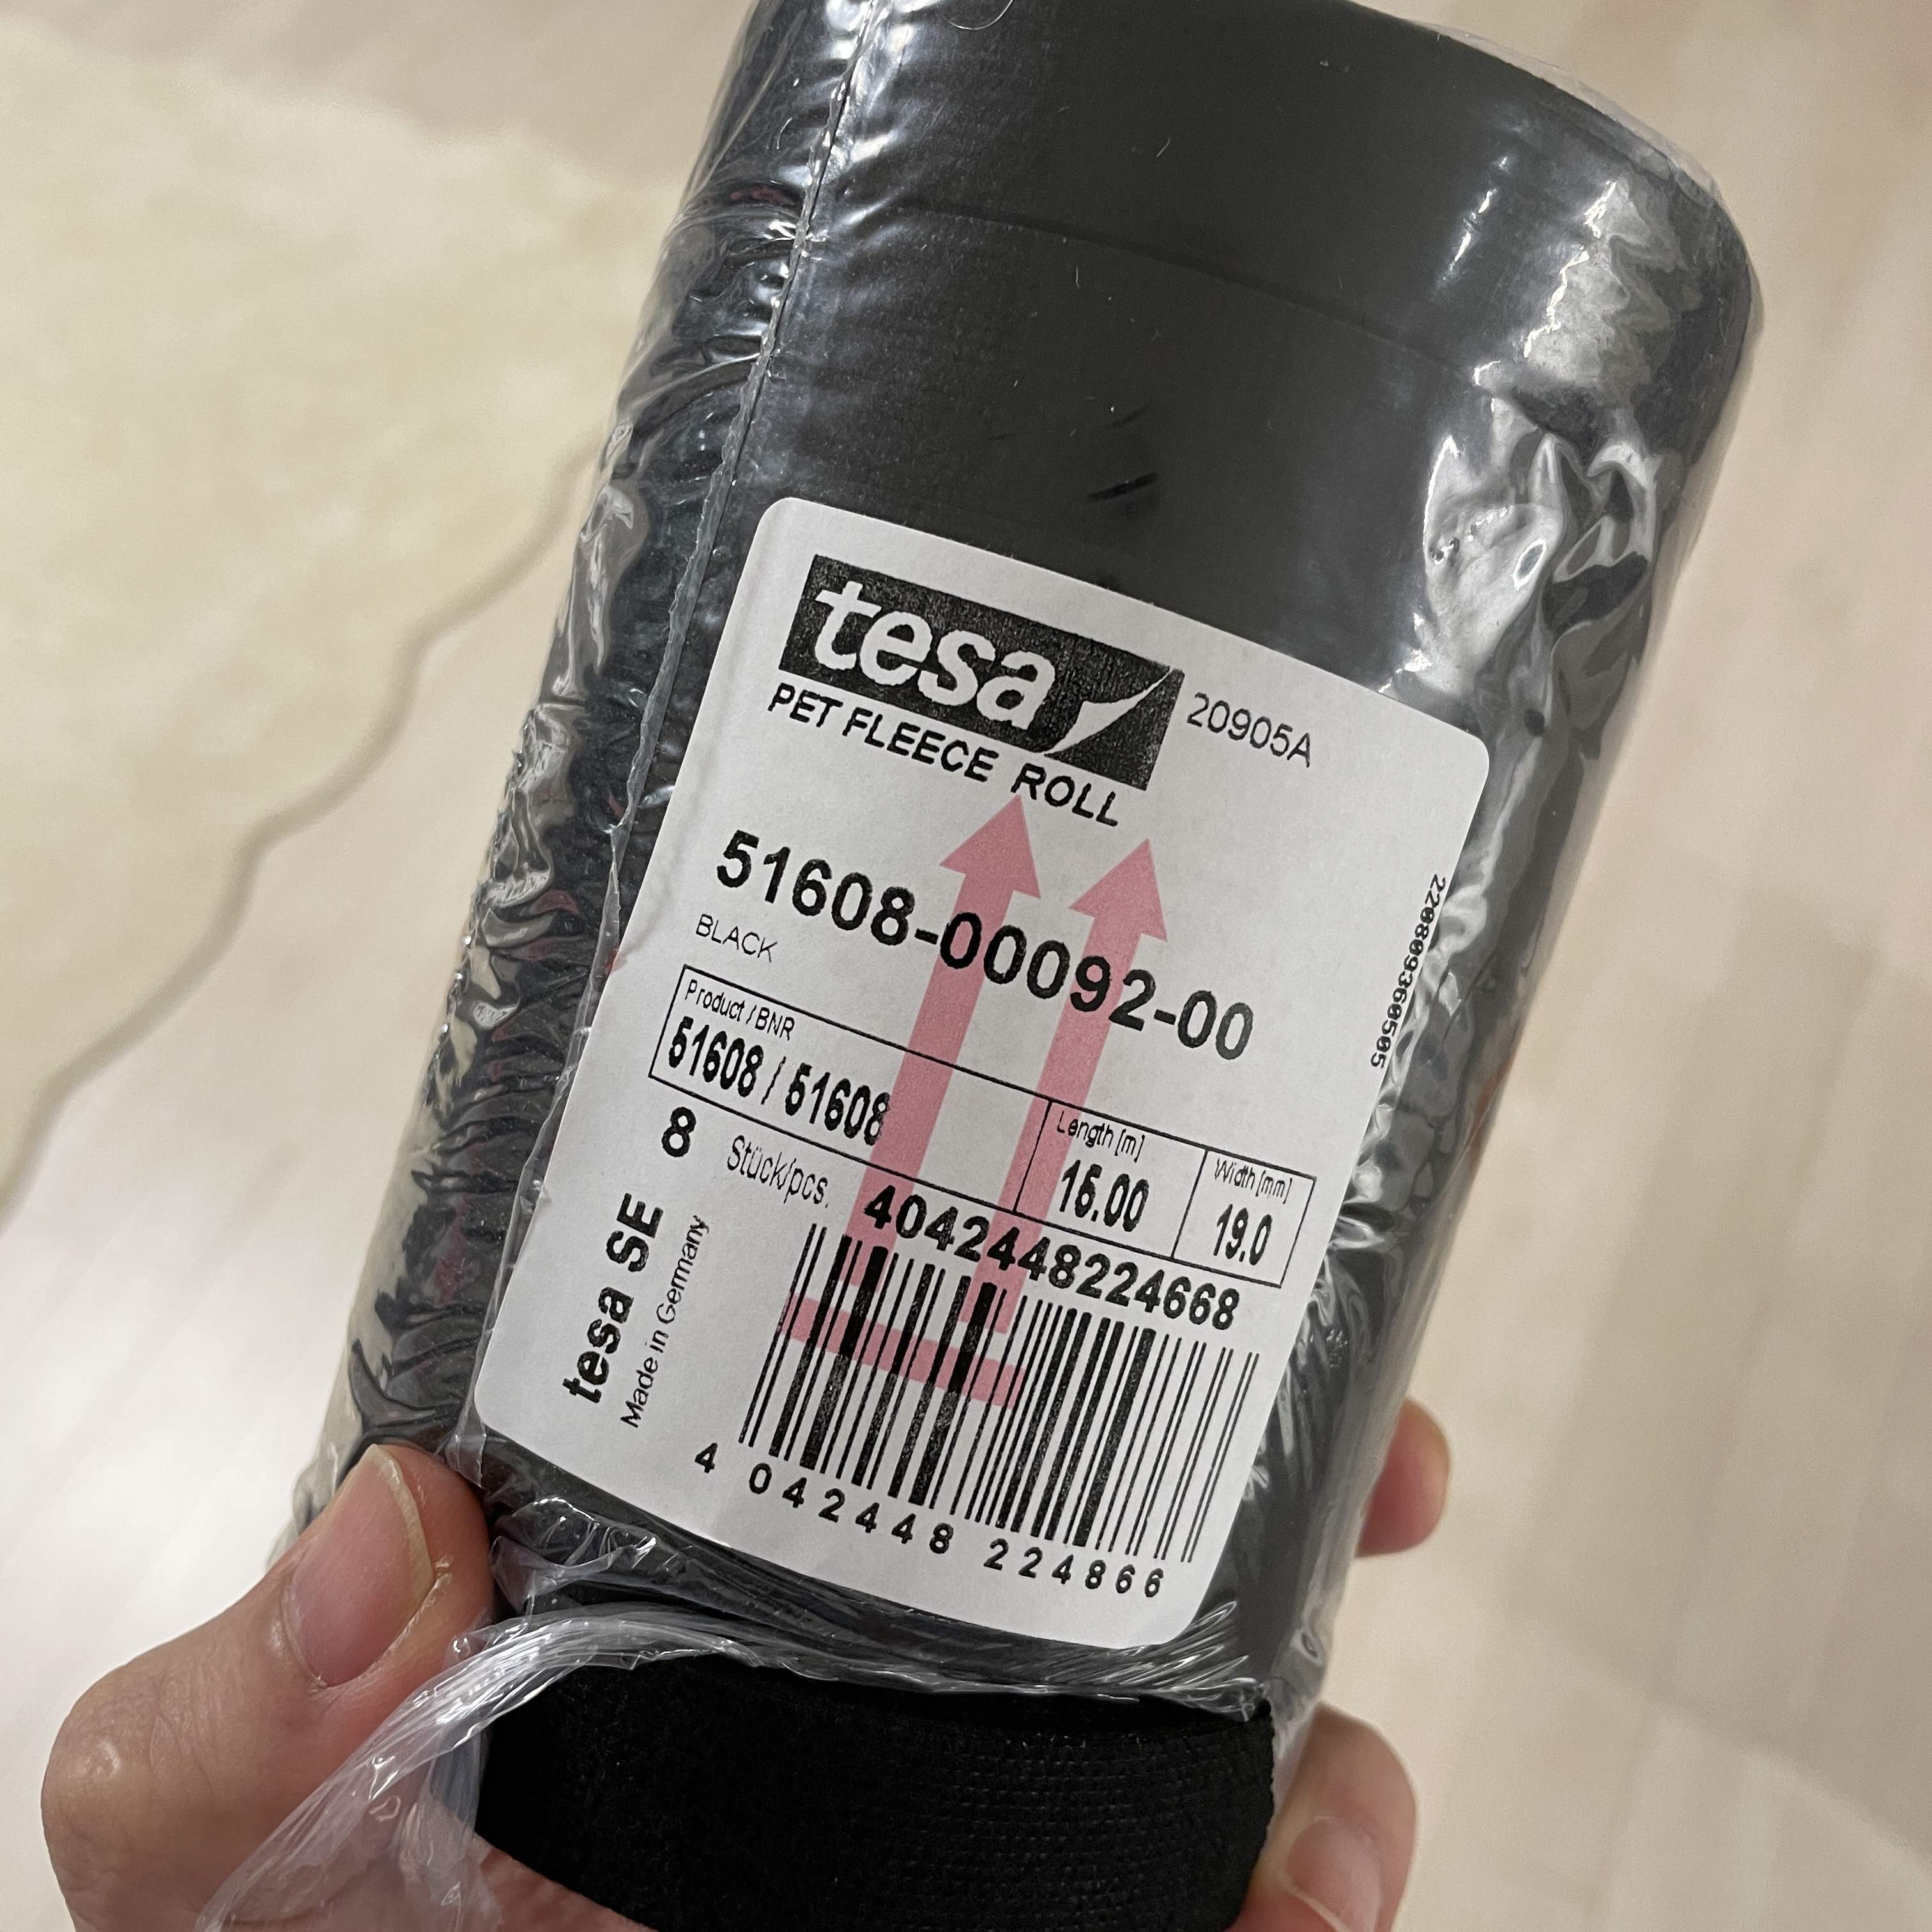 tesa
20905A
PET FLEECE ROLL
51608-00092-00
BLACK
Product / BNR
51608 / 51608
Length [m]
15.00
Width [mm]
19.0
8
Stück/pcs.
4042448224668
tesa SE
Made in Germany
4 042448 224866